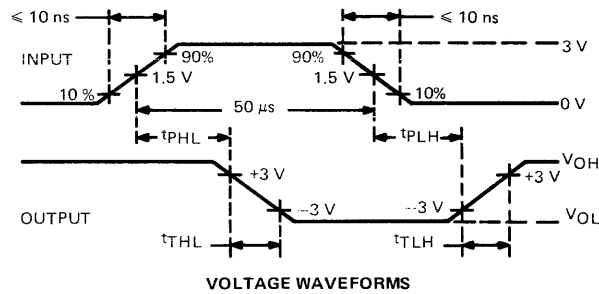 ≤ 10 ns ≤ 10 ns
3 V
INPUT 90% 90%
1.5 V 1.5 V
10 % 10%
0 V
50 μs
tPHL tPLH
VOH
+3 V +3 V
OUTPUT --3 V --3 V
VOL
tTHL tTLH
VOLTAGE WAVEFORMS